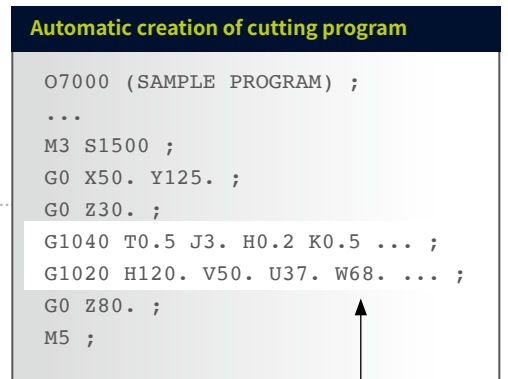 Automatic creation of cutting program
O7000 (SAMPLE PROGRAM) ;
...
M3 S1500 ;
G0 X50. Y125. ;
G0 Z30. ;
G1040 T0.5 J3. H0.2 K0.5 ... ;
G1020 H120. V50. U37. W68. ... ;
G0 Z80. ;
M5 ;